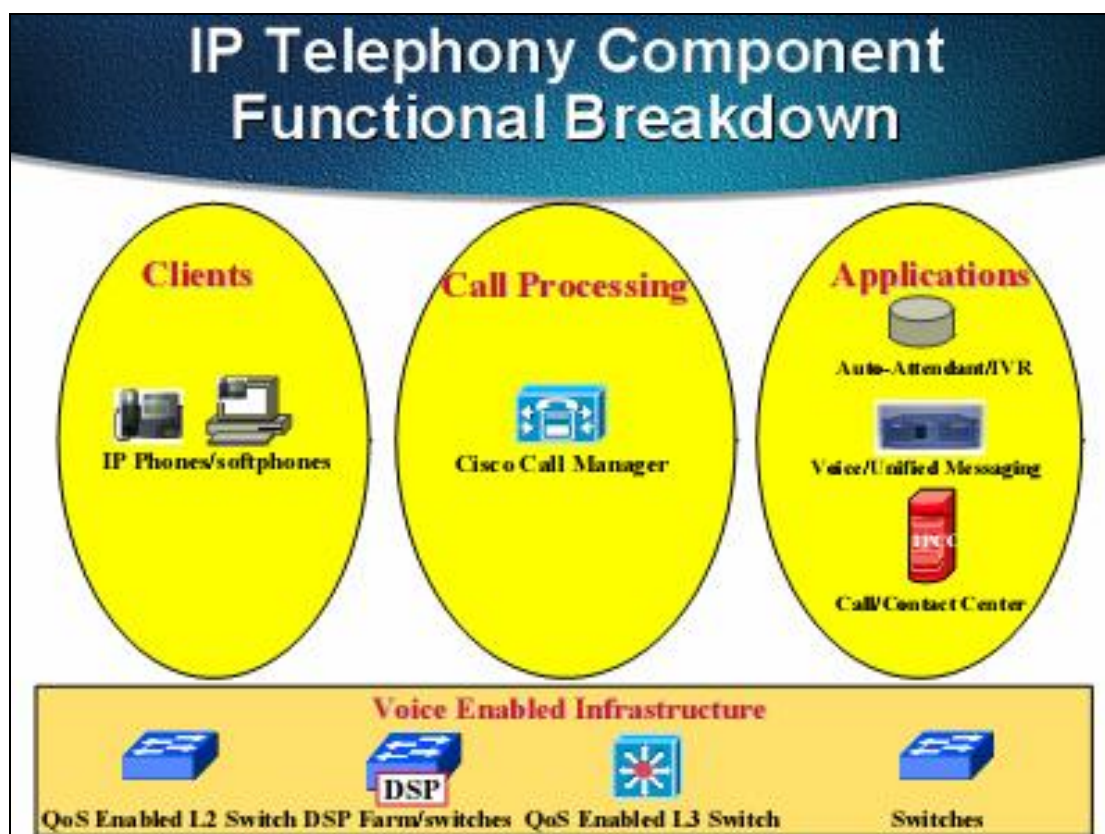 IP Telephony Component
Functional Breakdown
Clients
Call Processing
Applications
Auto-Attendant/IVR
IP Phones/softphones
Cisco Call Manager
Voice/Unified Messaging
IPCC
Call/Contact Center
Voice Enabled Infrastructure
DSP
QoS Enabled L2 Switch DSP Farm/switches QoS Enabled L3 Switch Switches